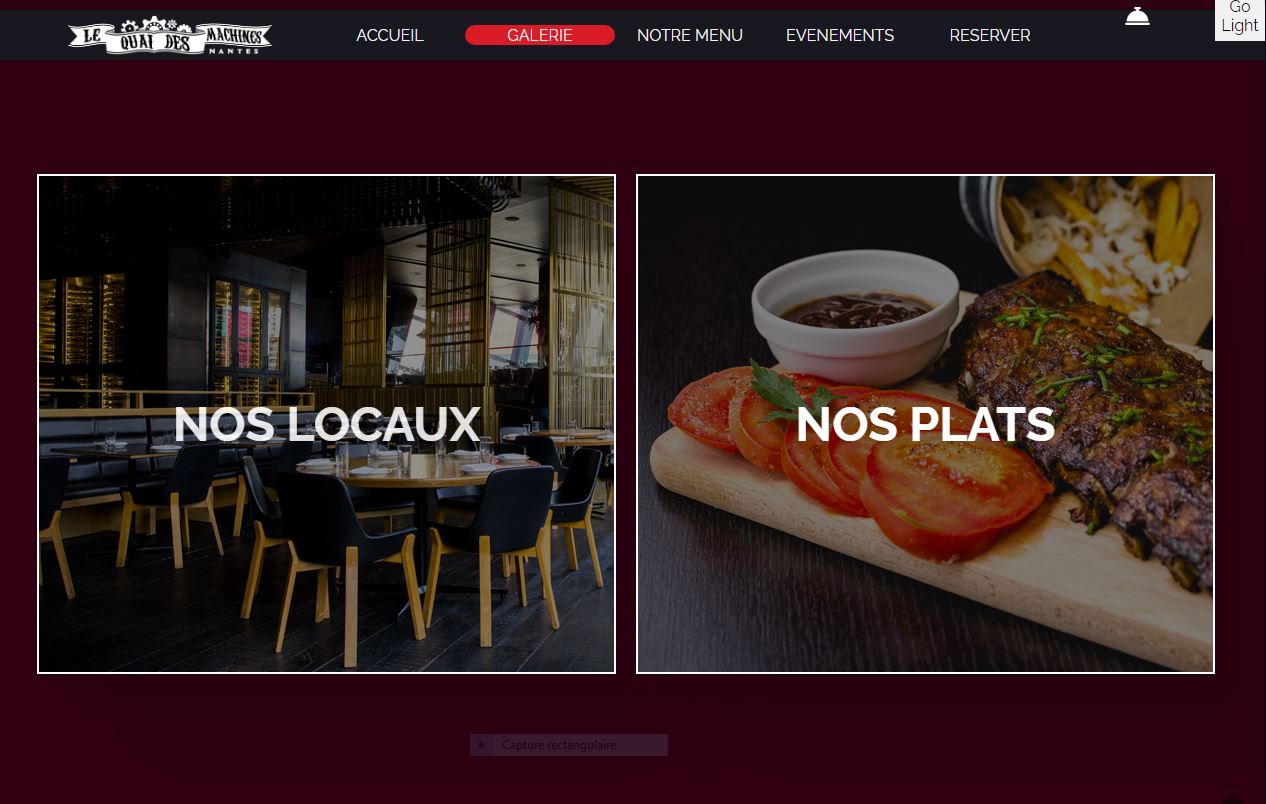 LE QUAI DES MACHINES
NANTES
ACCUEIL
GALERIE
NOTRE MENU
EVENEMENTS
RESERVER
Go
Light
NOS LOCAUX
NOS PLATS
Capture rectangulaire